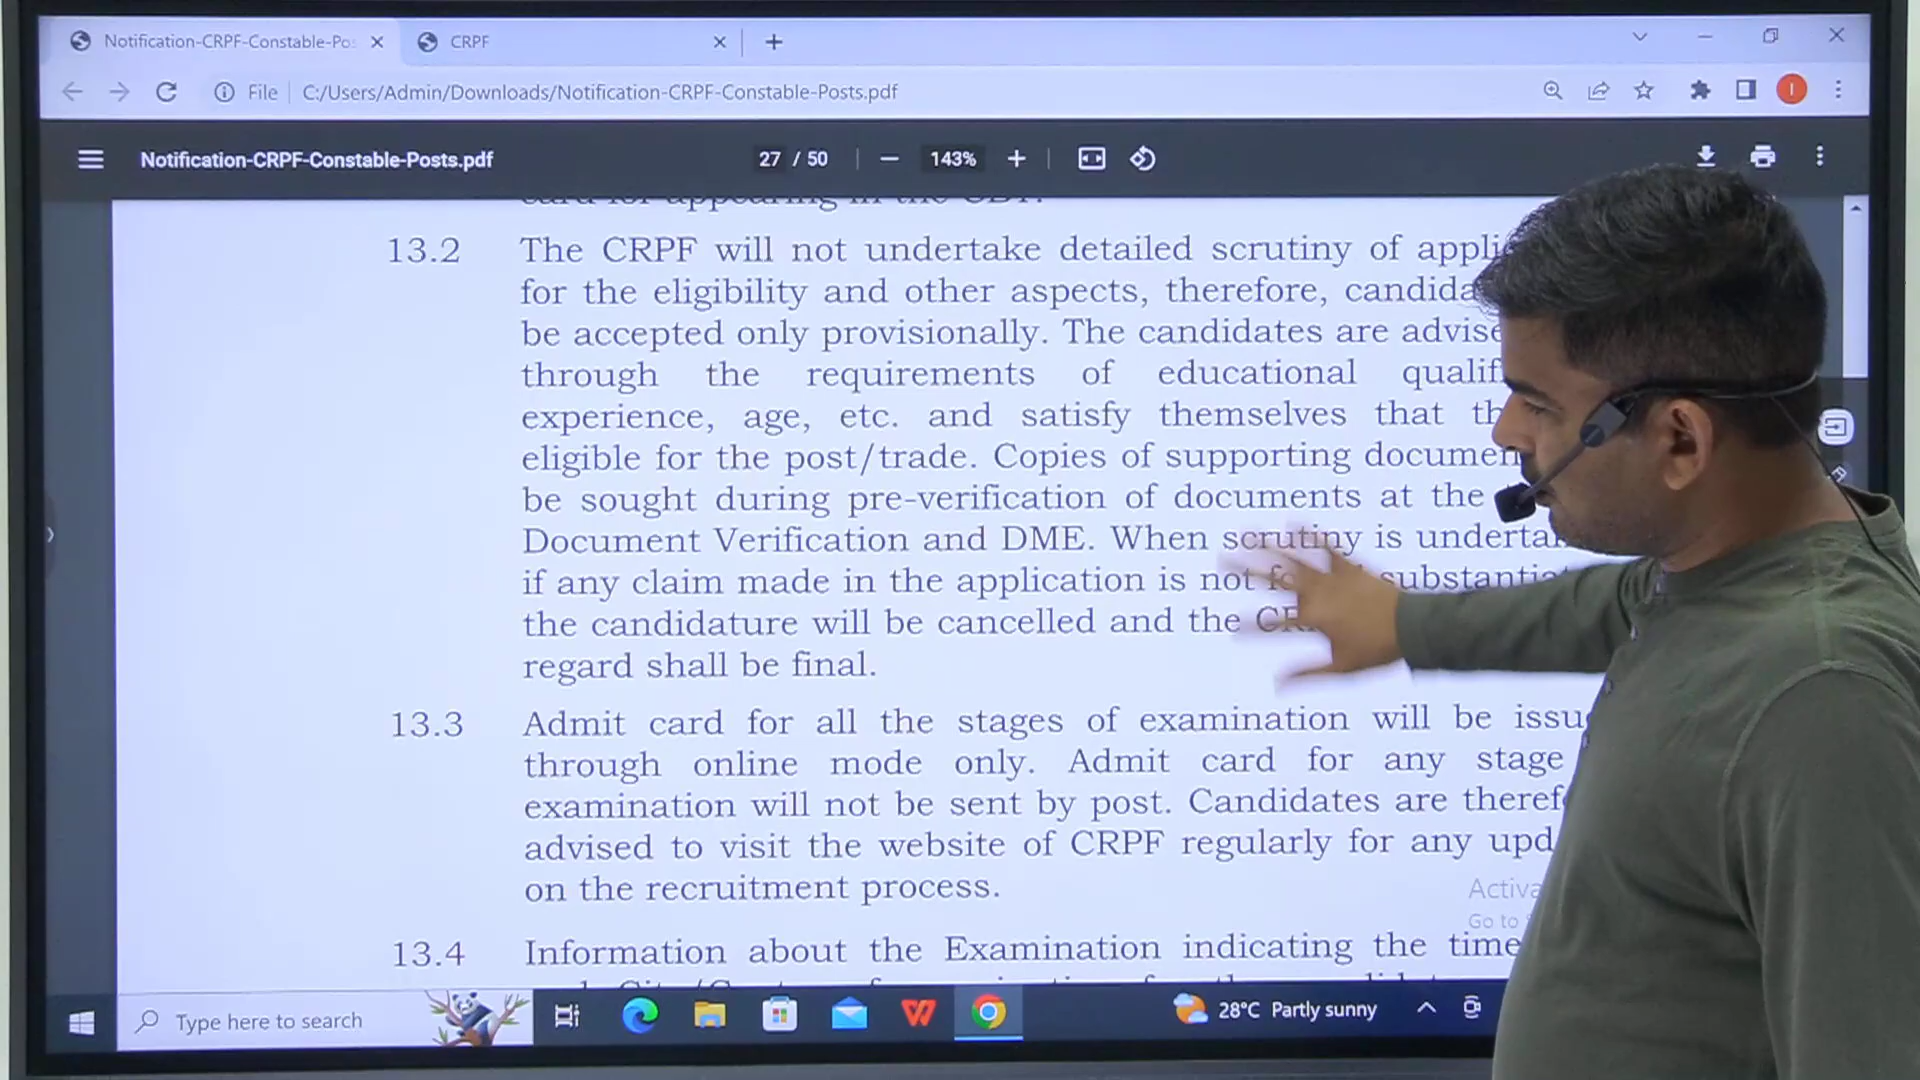 Notification-CRPF-Constable-Po
CRPF
File
C:/Users/Admin/Downloads/Notification-CRPF-Constable-Posts.pdf
Notification-CRPF-Constable-Posts.pdf
27 / 50
143%
card for appearing in the CBT.
13.2 The CRPF will not undertake detailed scrutiny of appli
for the eligibility and other aspects, therefore, candida
be accepted only provisionally. The candidates are advise
through the requirements of educational qualif
experience, age, etc. and satisfy themselves that th
eligible for the post/trade. Copies of supporting documen
be sought during pre-verification of documents at the
Document Verification and DME. When scrutiny is underta
if any claim made in the application is not substantia
the candidature will be cancelled and the
regard shall be final.
13.3 Admit card for all the stages of examination will be issu
through online mode only. Admit card for any stage
examination will not be sent by post. Candidates are theref
advised to visit the website of CRPF regularly for any upd
on the recruitment process.
Activa
Go to
13.4 Information about the Examination indicating the time
Type here to search
28°C Partly sunny